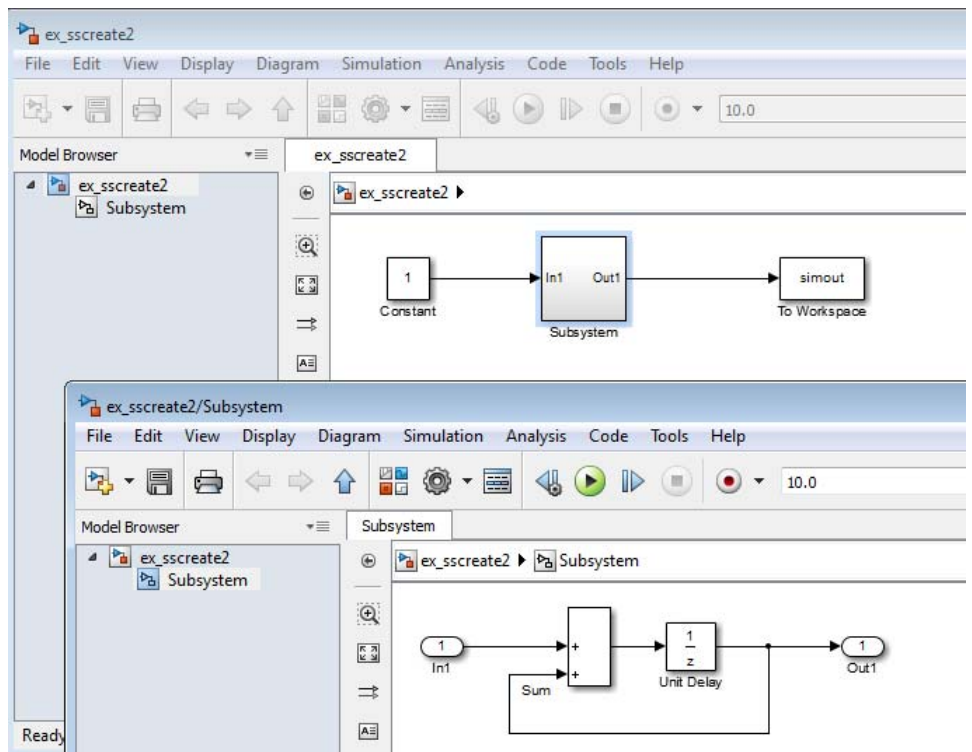 ex_sscreate2
File Edit View Display Diagram Simulation Analysis Code Tools Help
10.0
Model Browser
ex_sscreate2
ex_sscreate2
Subsystem
ex_sscreate2
1
Constant
In1 Out1
Subsystem
simout
To Workspace
ex_sscreate2/Subsystem
File Edit View Display Diagram Simulation Analysis Code Tools Help
10.0
Model Browser
Subsystem
ex_sscreate2
Subsystem
ex_sscreate2 Subsystem
1
In1
+
+
Sum
1
z
Unit Delay
1
Out1
Ready